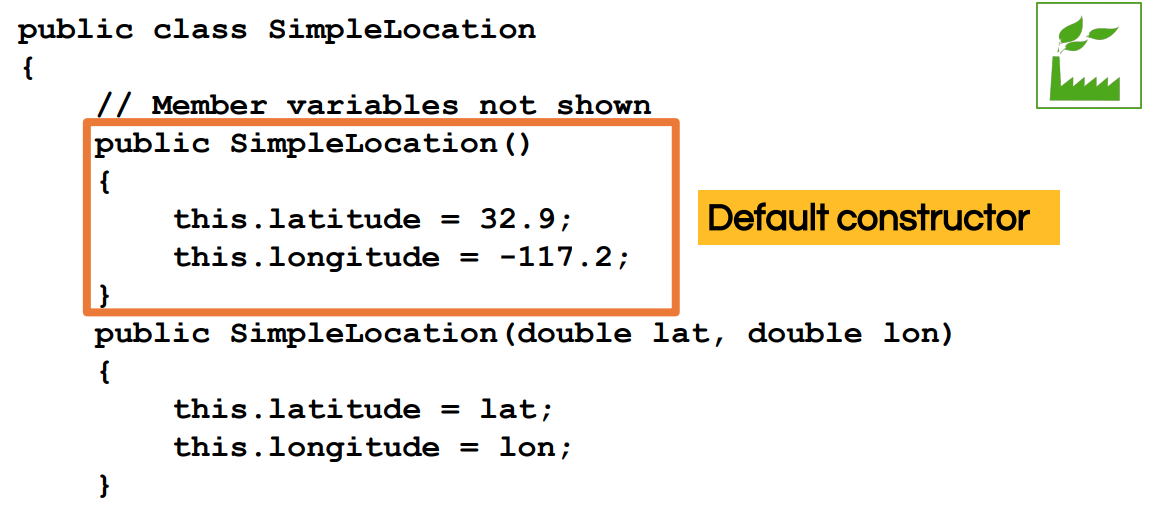 public class SimpleLocation
{
// Member variables not shown
public SimpleLocation()
{
this.latitude = 32.9;
this.longitude = -117.2;
}
Default constructor
public SimpleLocation(double lat, double lon)
{
this.latitude = lat;
this.longitude = lon;
}